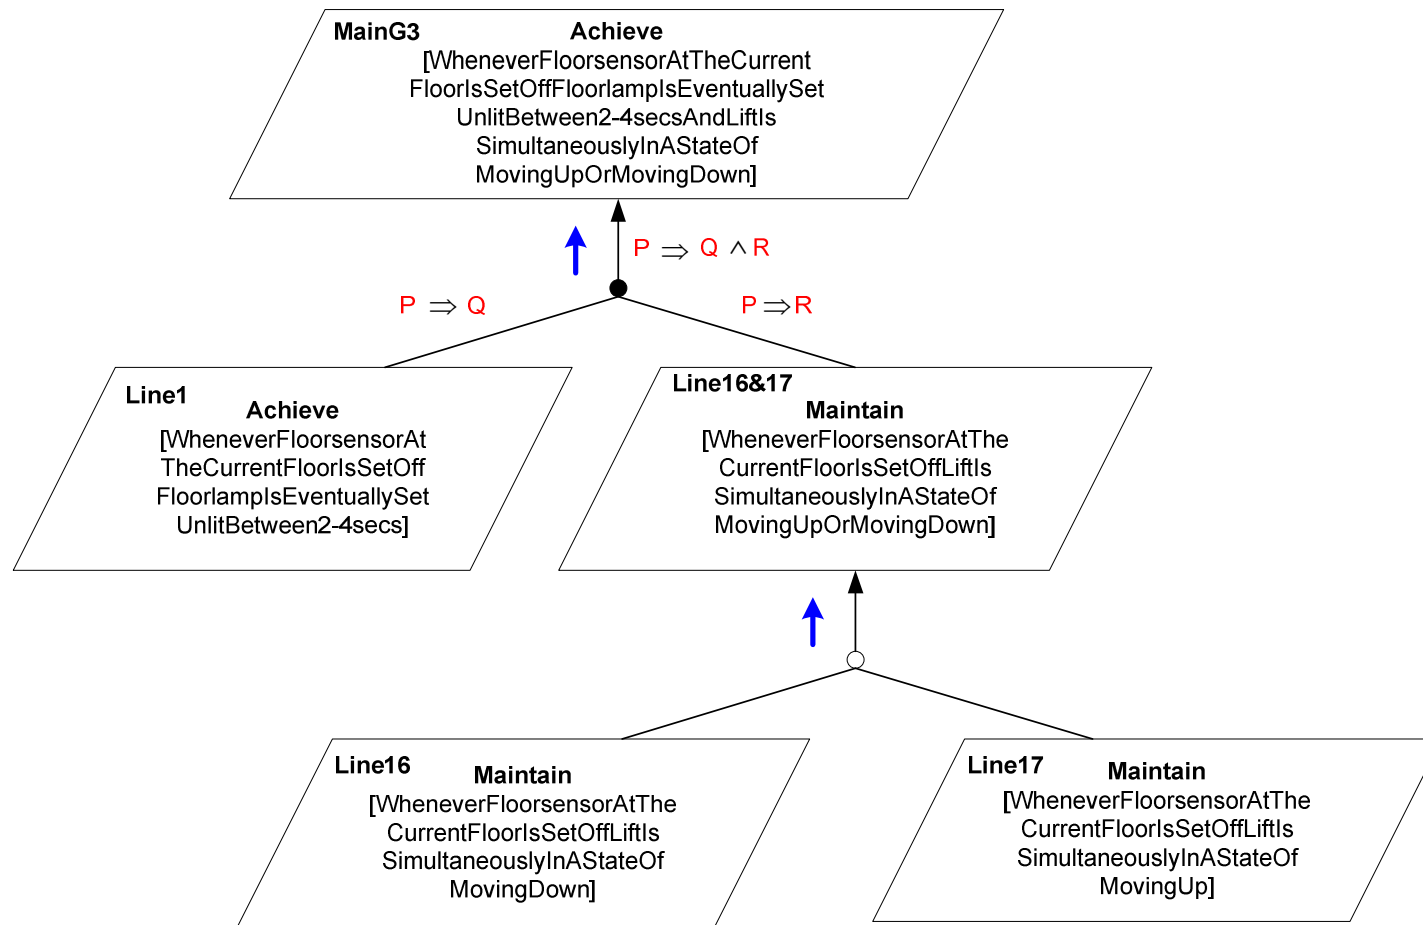 MainG3 Achieve
[WheneverFloorsensorAtTheCurrent
FloorIsSetOffFloorlampIsEventuallySet
UnlitBetween2-4secsAndLiftIs
SimultaneouslyInAStateOf
MovingUpOrMovingDown]
P ⇒ Q ∧ R
P ⇒ Q
P ⇒ R
Line1
Achieve
[WheneverFloorsensorAt
TheCurrentFloorIsSetOff
FloorlampIsEventuallySet
UnlitBetween2-4secs]
Line16&17
Maintain
[WheneverFloorsensorAtThe
CurrentFloorIsSetOffLiftIs
SimultaneouslyInAStateOf
MovingUpOrMovingDown]
Line16
Maintain
[WheneverFloorsensorAtThe
CurrentFloorIsSetOffLiftIs
SimultaneouslyInAStateOf
MovingDown]
Line17
Maintain
[WheneverFloorsensorAtThe
CurrentFloorIsSetOffLiftIs
SimultaneouslyInAStateOf
MovingUp]